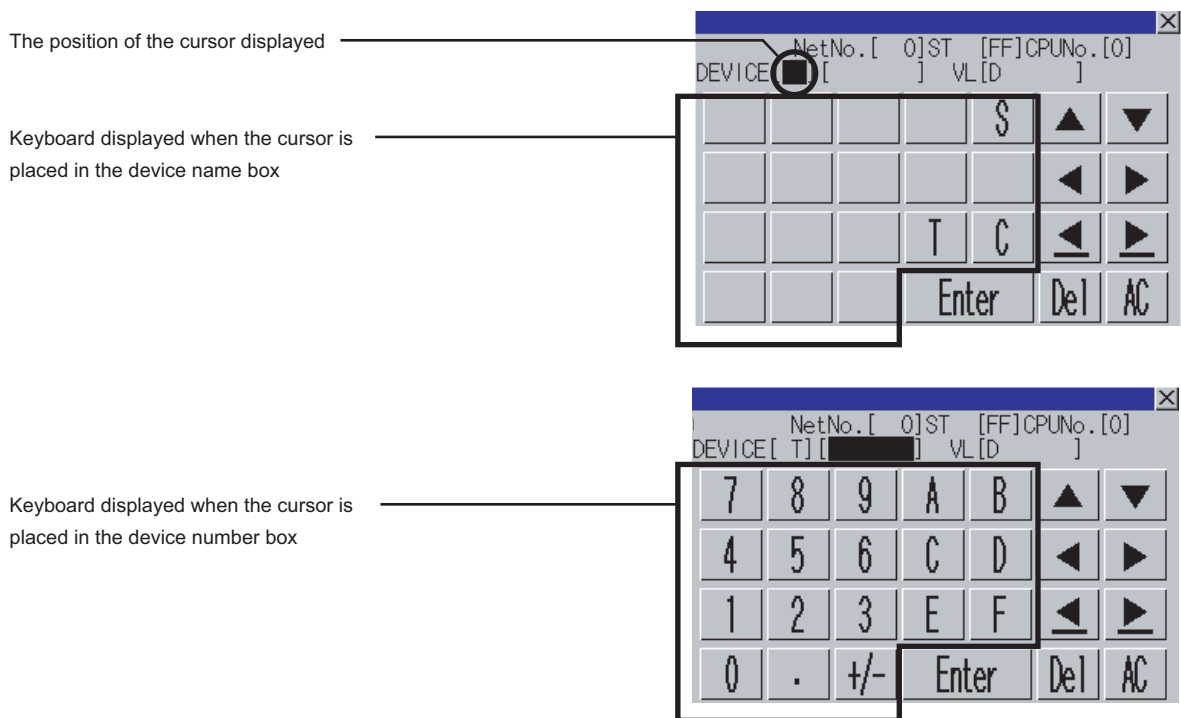 The position of the cursor displayed
NetNo.[ 0]ST [FF]CPUNo.[0]
DEVICE[ ][ ] VL[D ]
Keyboard displayed when the cursor is
placed in the device name box
S ▲ ▼
◀ ▶
T C ◀ ▶
Enter Del AC
NetNo.[ 0]ST [FF]CPUNo.[0]
DEVICE[ T][ ] VL[D ]
Keyboard displayed when the cursor is
placed in the device number box
7 8 9 A B ▲ ▼
4 5 6 C D ◀ ▶
1 2 3 E F ◀ ▶
0 . +/- Enter Del AC